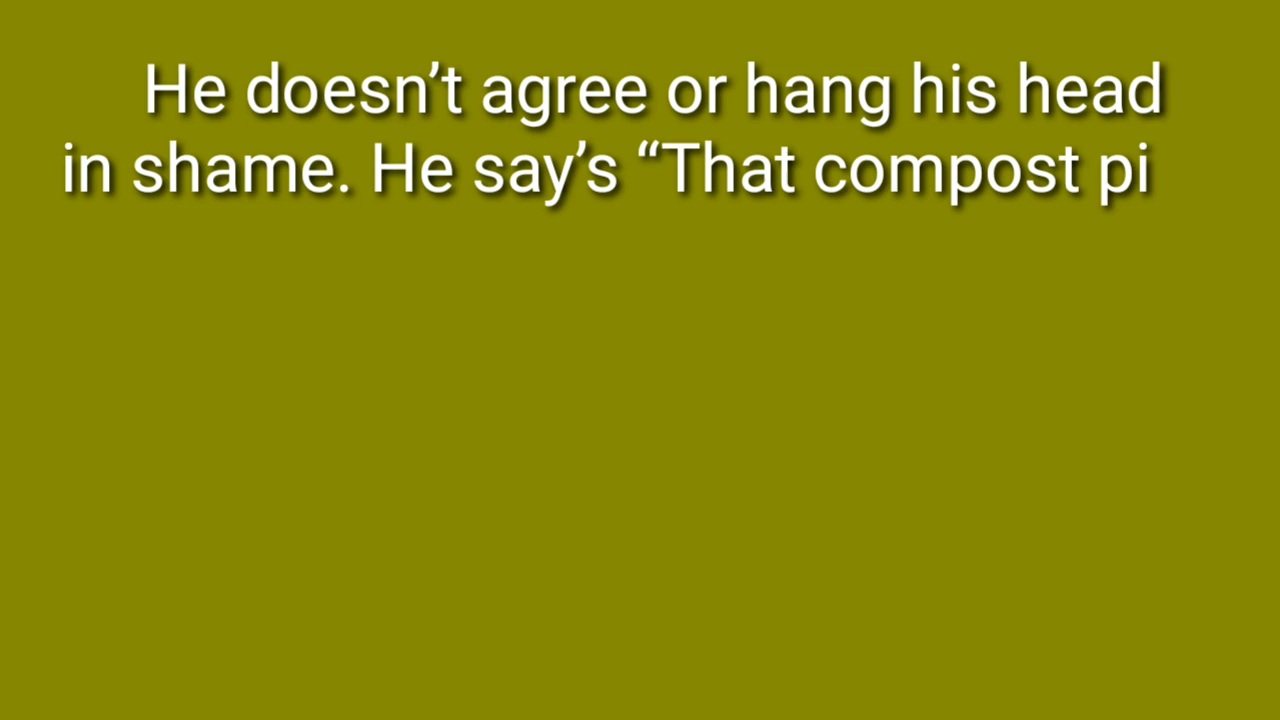 He doesn’t agree or hang his head
in shame. He say’s “That compost pi